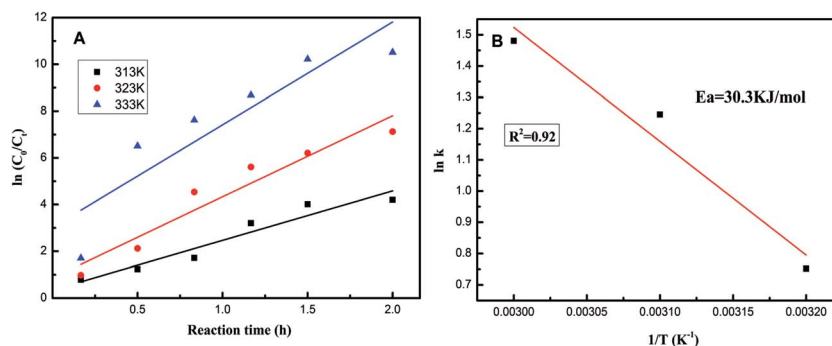 A
313K
323K
333K
12
10
8
6
4
2
0
0.5
1.0
1.5
2.0
Reaction time (h)
ln (C₀/Cₜ)
B
Ea=30.3KJ/mol
R²=0.92
1.5
1.4
1.3
1.2
1.1
1.0
0.9
0.8
0.7
0.00300
0.00305
0.00310
0.00315
0.00320
1/T (K⁻¹)
ln k